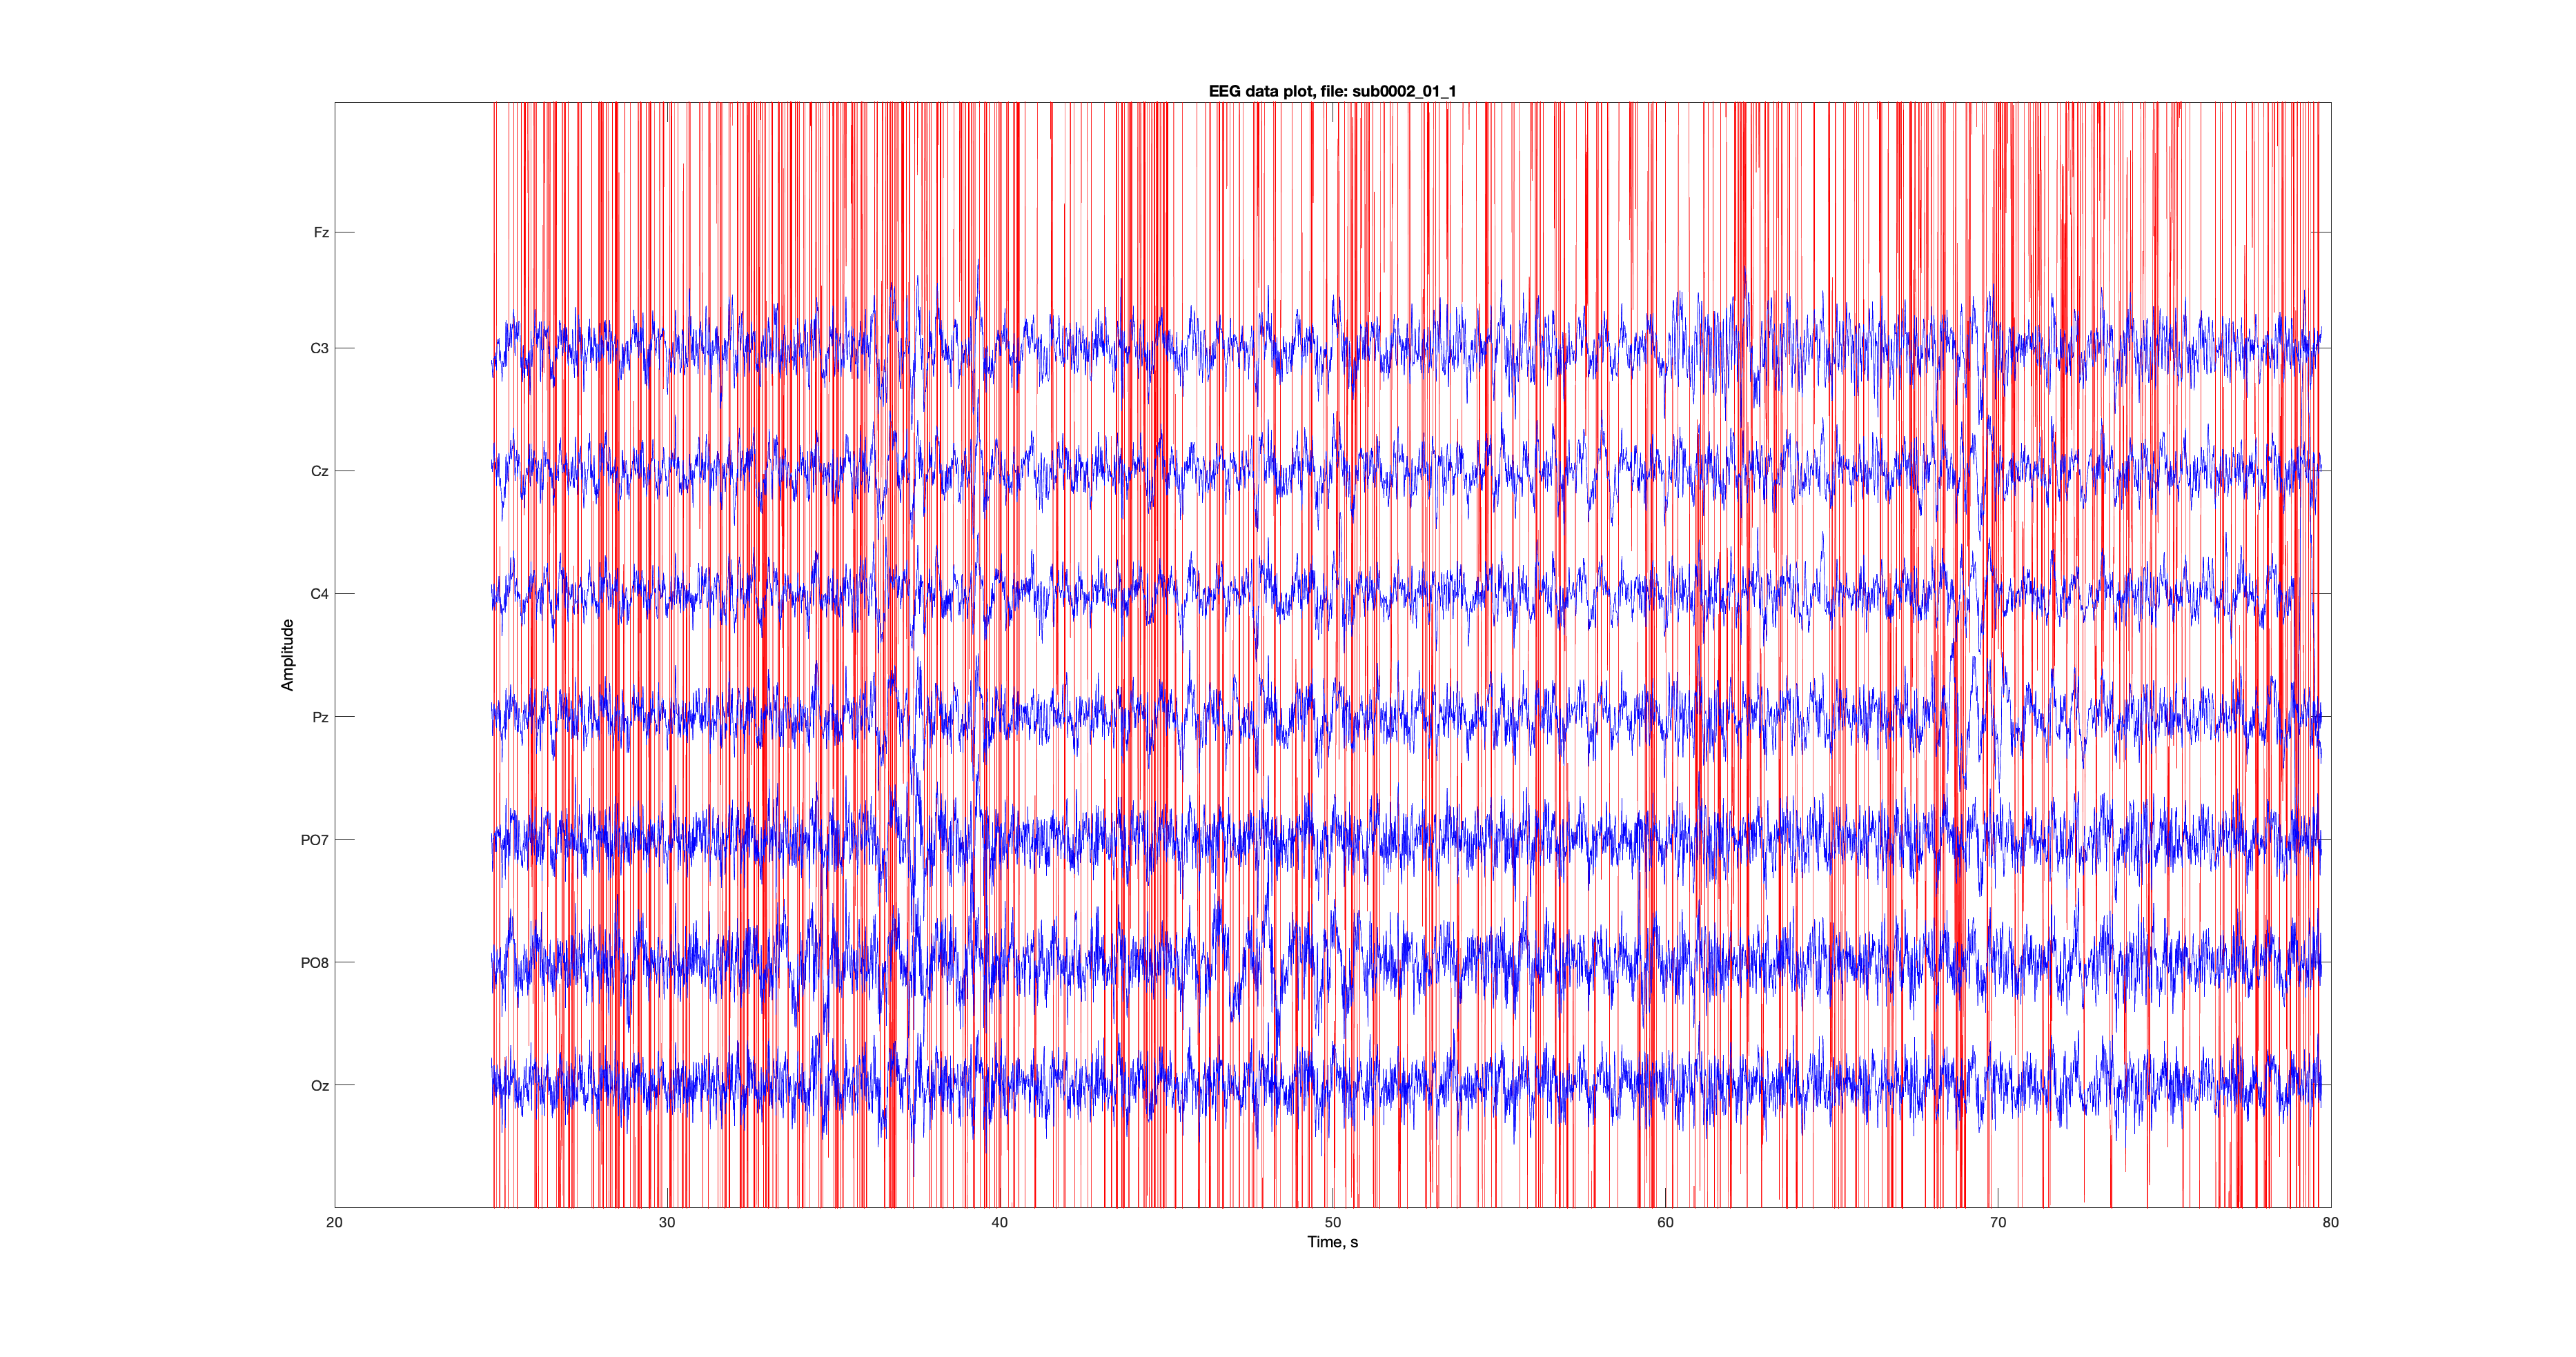 EEG data plot, file: sub0002_01_1
Fz
C3
Cz
C4
Pz
PO7
PO8
Oz
Amplitude
20 30 40 50 60 70 80
Time, s